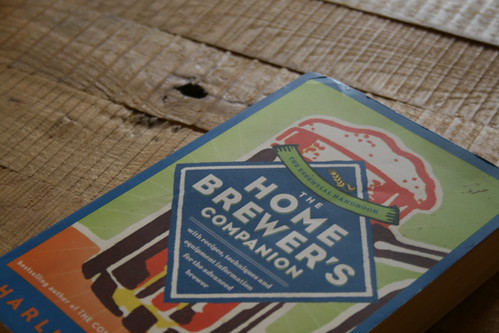 THE ESSENTIAL HANDBOOK
THE
HOME
BREWER'S
COMPANION
with recipes, techniques and
equipment information
for the advanced
brewer
bestselling author of THE CO
HARL